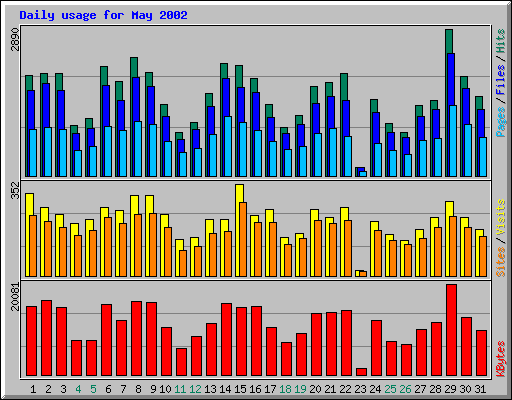 Daily usage for May 2002
2890
Pages / Files / Hits
352
Sites / Visits
20081
KBytes
1 2 3 4 5 6 7 8 9 10 11 12 13 14 15 16 17 18 19 20 21 22 23 24 25 26 27 28 29 30 31